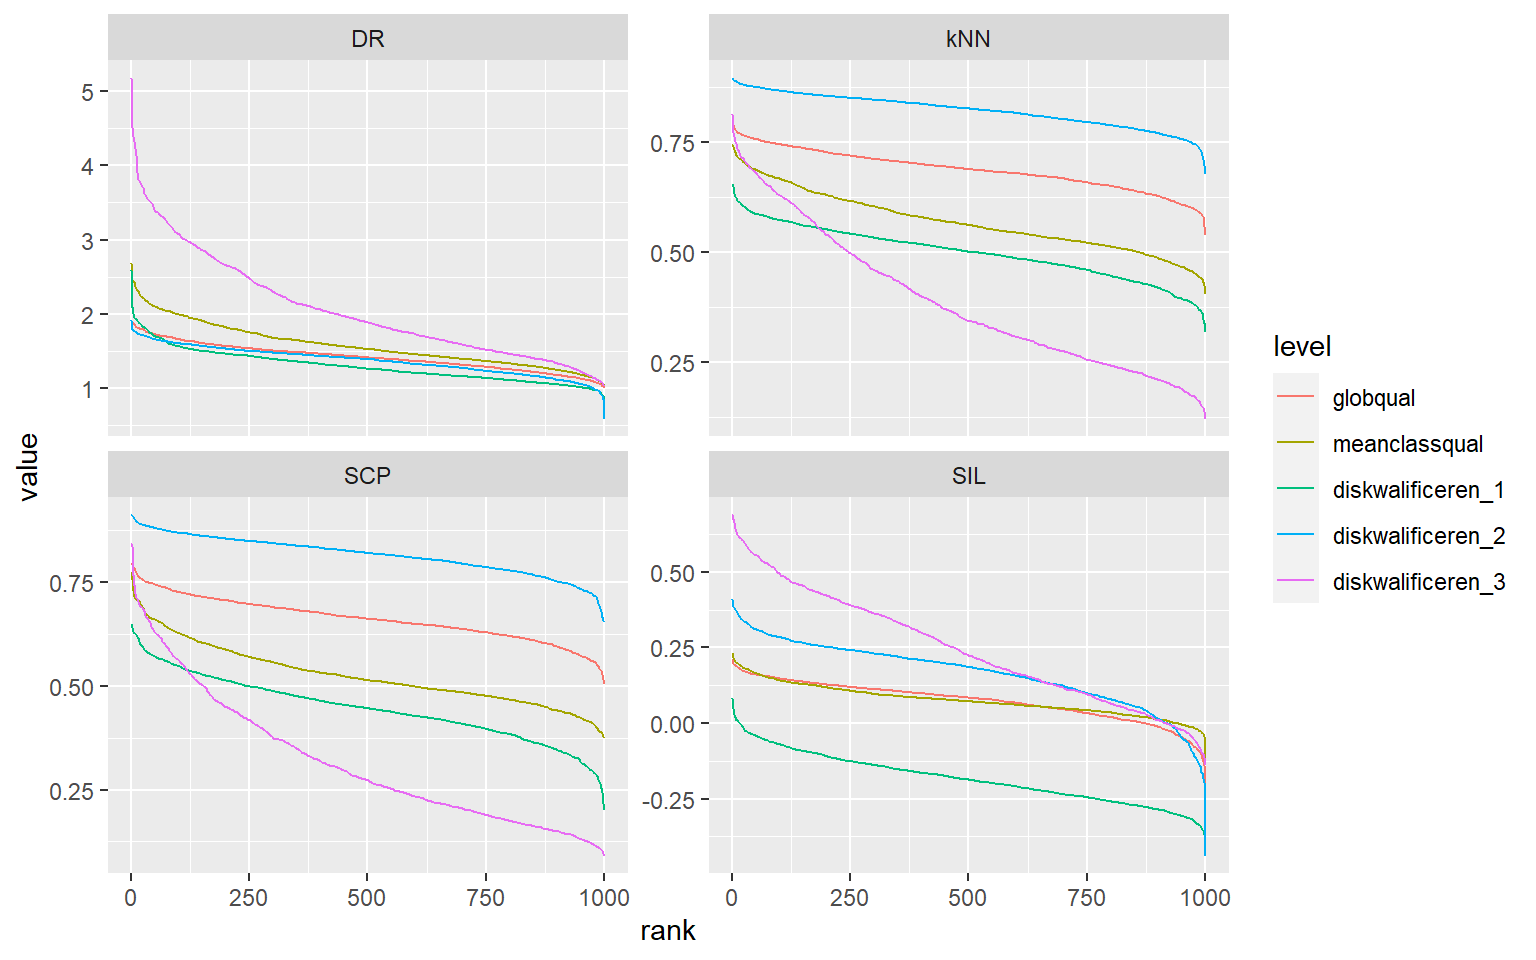 DR
kNN
5
4
3
2
1
0.75
0.50
0.25
SCP
SIL
0.75
0.50
0.25
0.50
0.25
0.00
-0.25
0 250 500 750 1000
0 250 500 750 1000
value
rank
level
globqual
meanclassqual
diskwalificeren_1
diskwalificeren_2
diskwalificeren_3